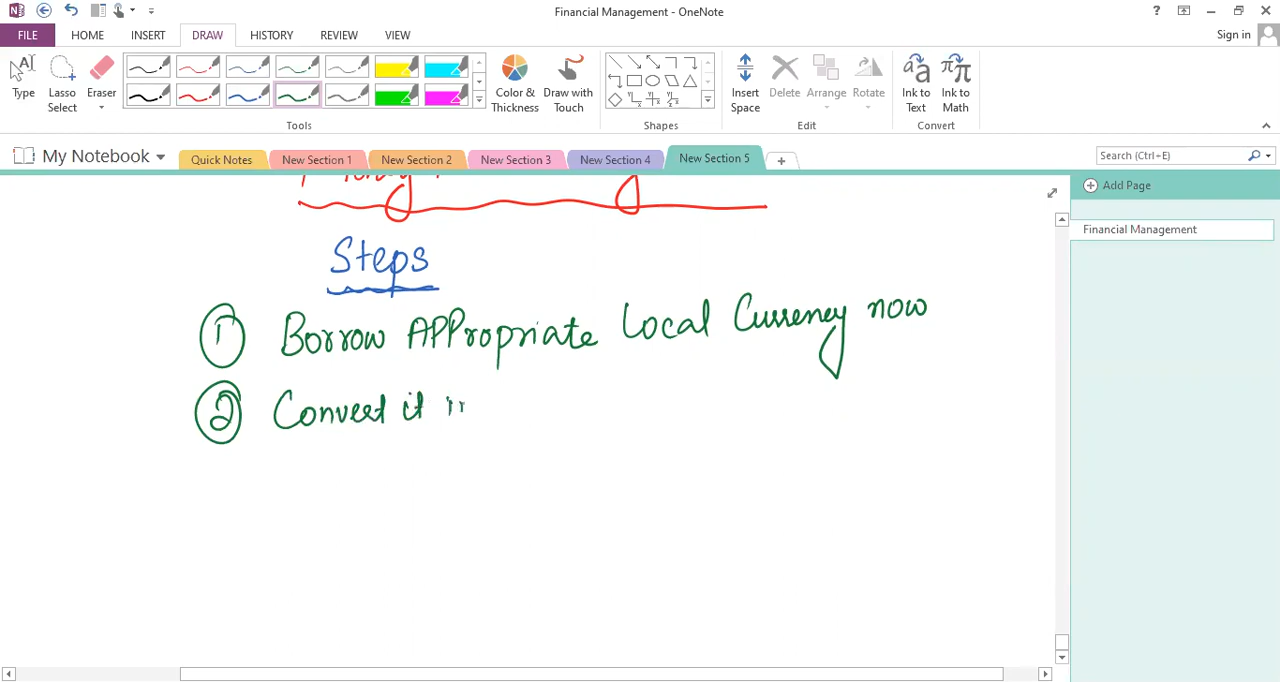 Financial Management - OneNote
Sign in
FILE HOME INSERT DRAW HISTORY REVIEW VIEW
Type
Lasso Select
Eraser
Color & Thickness
Draw with Touch
Insert Space
Delete
Arrange
Rotate
Ink to Text
Ink to Math
Tools Shapes Edit Convert
My Notebook Quick Notes New Section 1 New Section 2 New Section 3 New Section 4 New Section 5
Search (Ctrl+E)
Add Page
Financial Management
Steps
1 Borrow Appropriate Local Currency now
2 Convert it